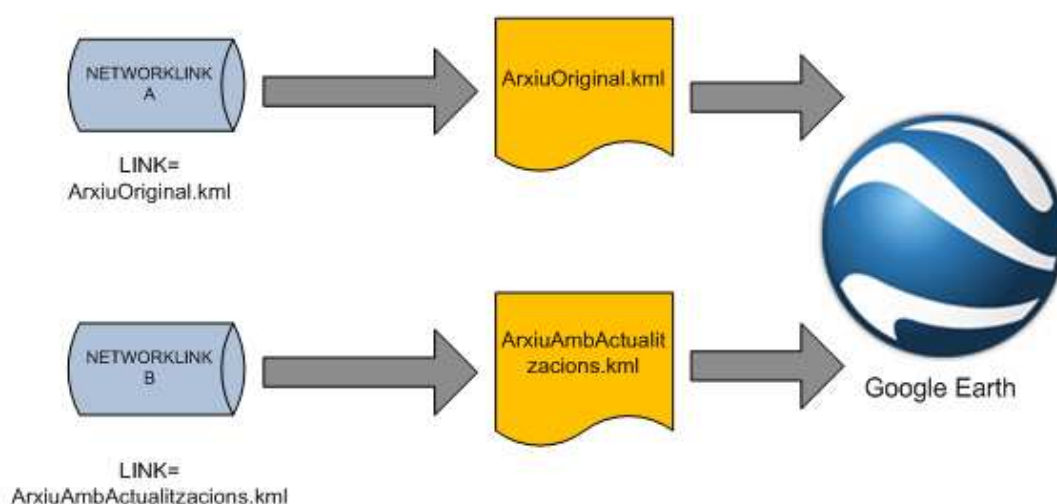 NETWORKLINK
A
LINK=
ArxiuOriginal.kml
ArxiuOriginal.kml
NETWORKLINK
B
LINK=
ArxiuAmbActualitzacions.kml
ArxiuAmbActualit
zacions.kml
Google Earth